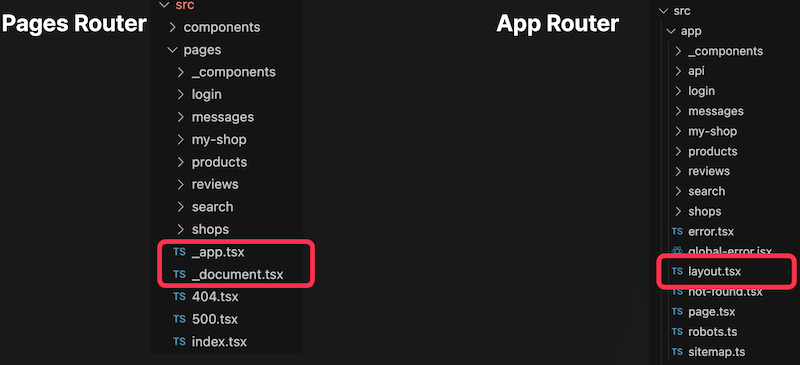 Pages Router
src
components
pages
_components
login
messages
my-shop
products
reviews
search
shops
TS _app.tsx
TS _document.tsx
TS 404.tsx
TS 500.tsx
TS index.tsx
App Router
src
app
_components
api
login
messages
my-shop
products
reviews
search
shops
TS error.tsx
global-error.jsx
TS layout.tsx
TS not-found.tsx
TS page.tsx
TS robots.ts
TS sitemap.ts